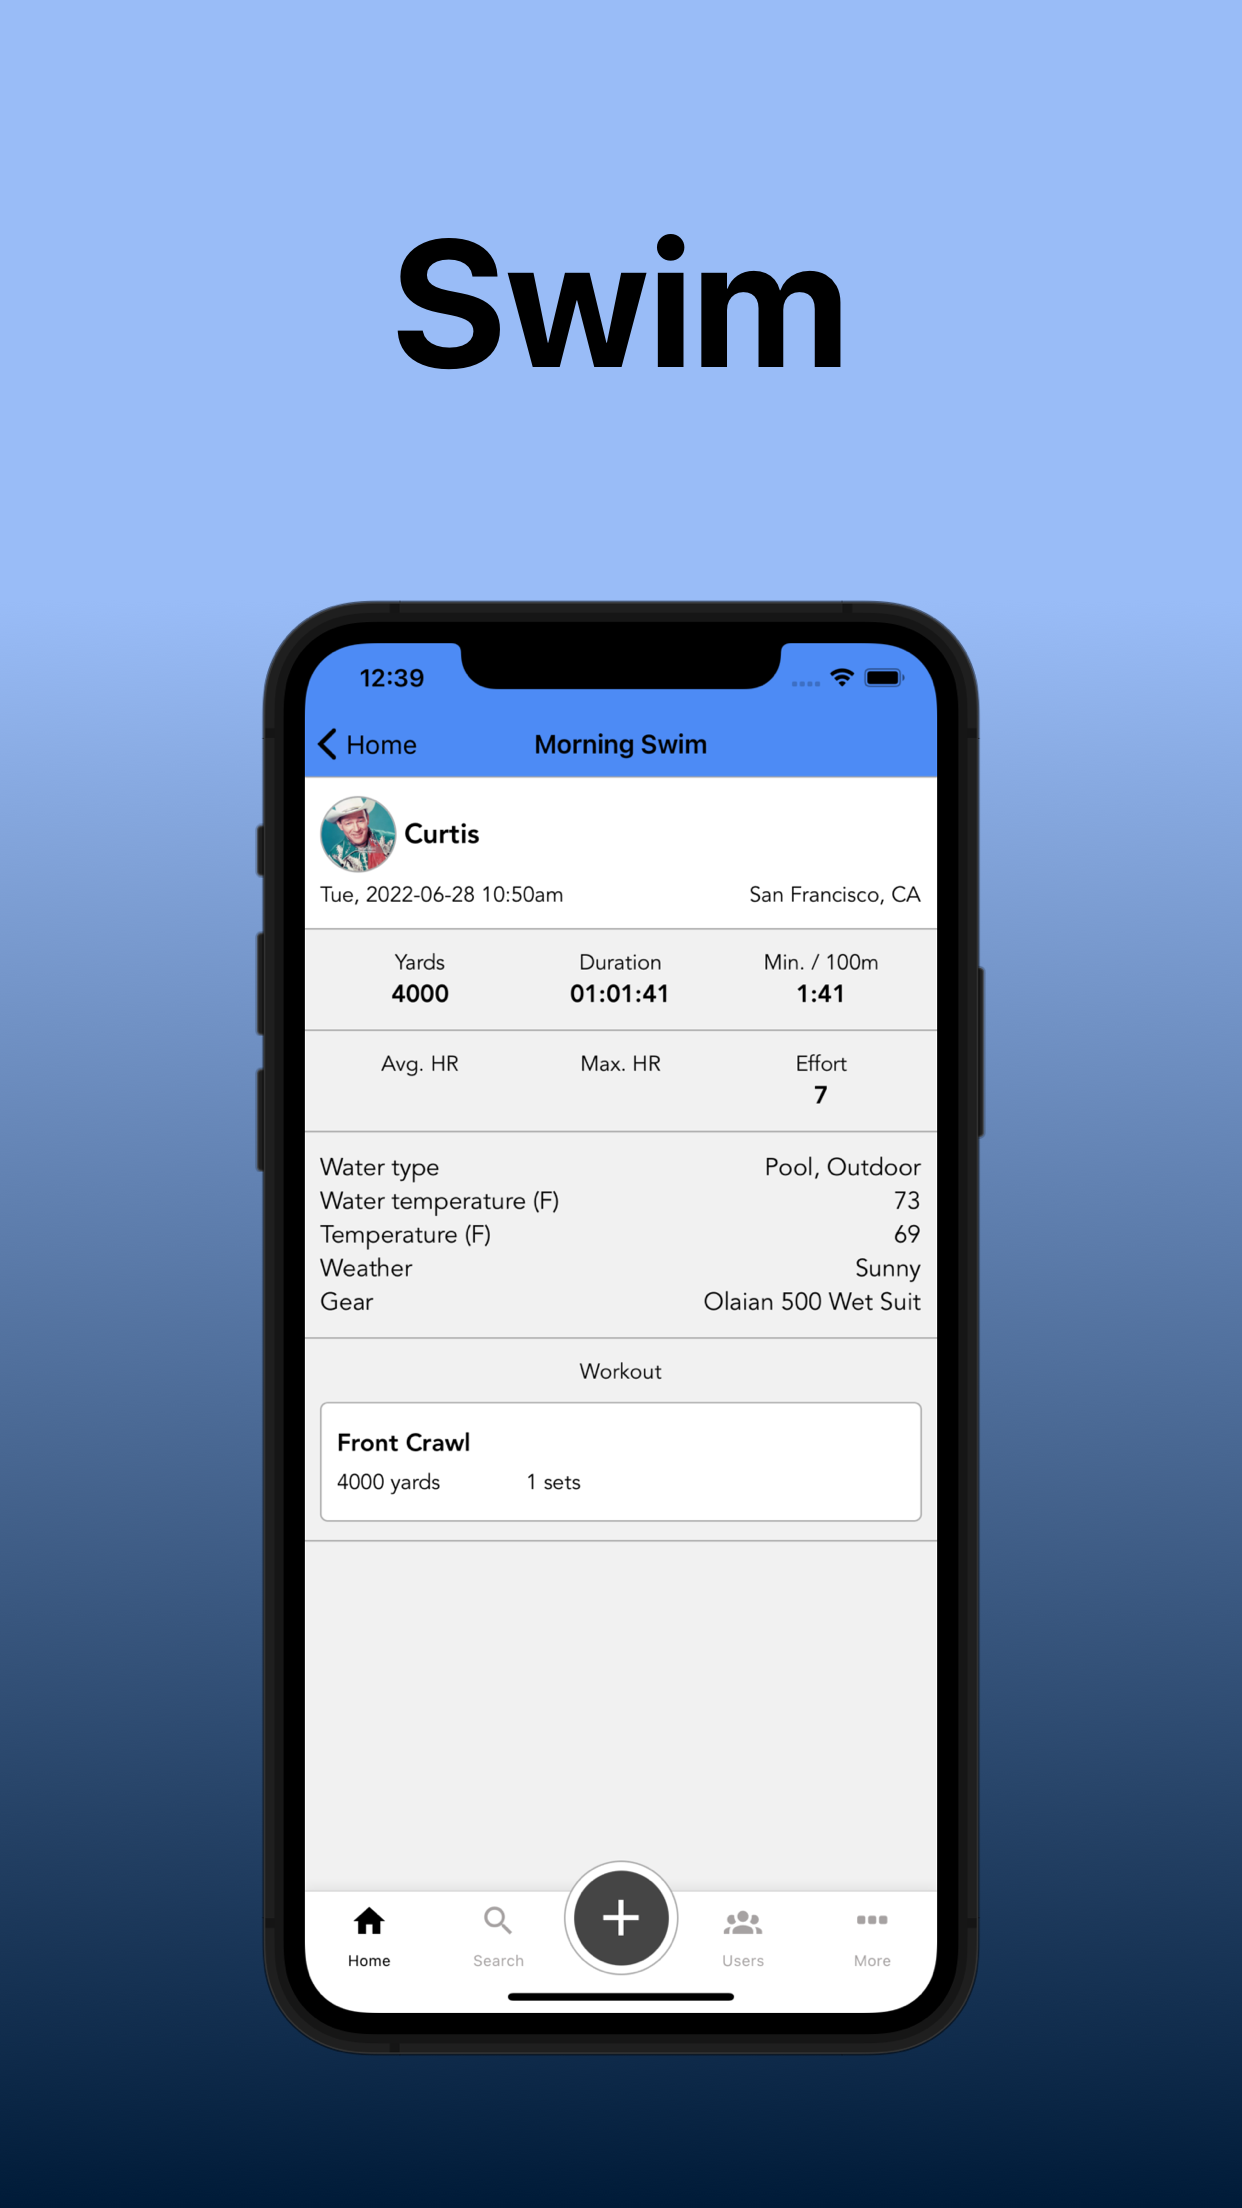 Swim
12:39
Home Morning Swim
Curtis
Tue, 2022-06-28 10:50am San Francisco, CA
Yards Duration Min. / 100m
4000 01:01:41 1:41
Avg. HR Max. HR Effort
7
Water type Pool, Outdoor
Water temperature (F) 73
Temperature (F) 69
Weather Sunny
Gear Olaian 500 Wet Suit
Workout
Front Crawl
4000 yards 1 sets
Home Search Users More